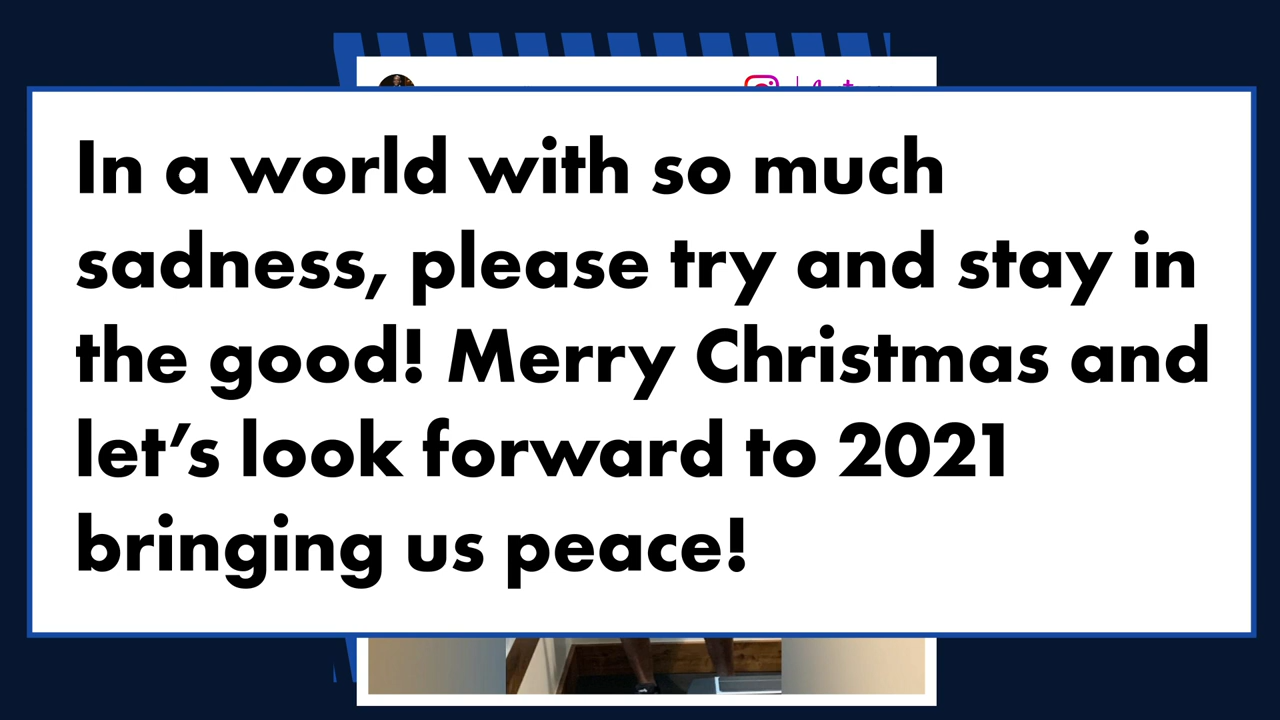 In a world with so much
sadness, please try and stay in
the good! Merry Christmas and
let’s look forward to 2021
bringing us peace!